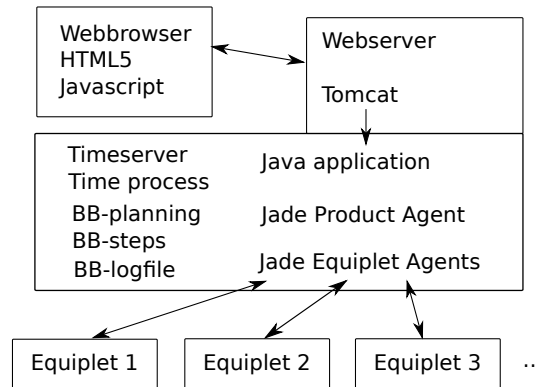 Webbrowser
HTML5
Javascript
Webserver
Tomcat
Timeserver
Time process
BB-planning
BB-steps
BB-logfile
Java application
Jade Product Agent
Jade Equiplet Agents
Equiplet 1
Equiplet 2
Equiplet 3
..